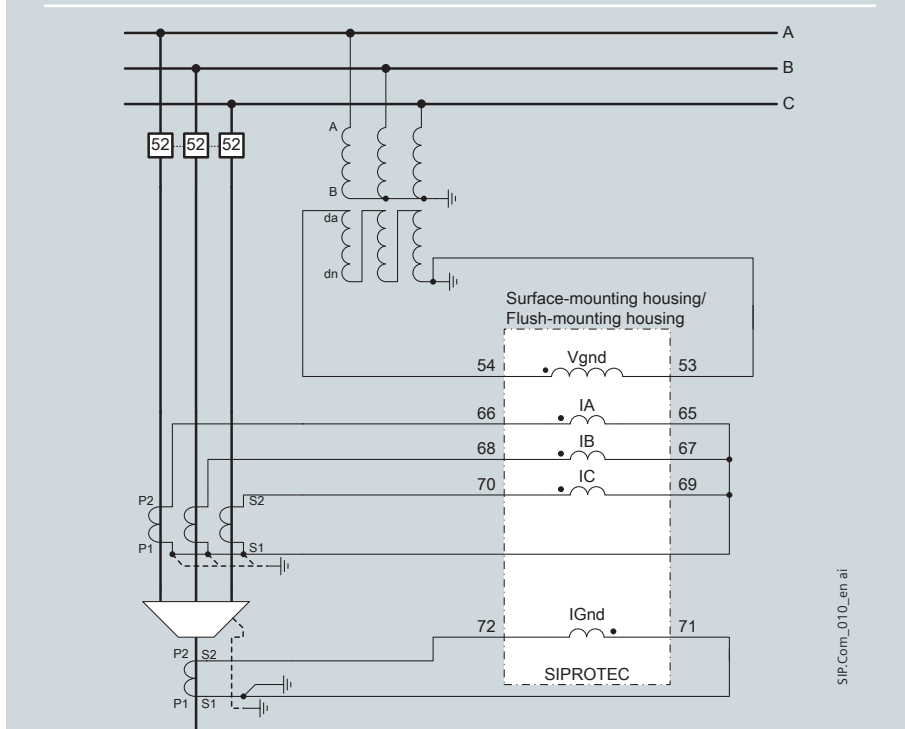 A
B
C
52 52 52
A
B
da
dn
Surface-mounting housing/
Flush-mounting housing
54 Vgnd 53
66 IA 65
68 IB 67
70 IC 69
P2 S2
P1 S1
72 IGnd 71
P2 S2
SIPROTEC
P1 S1
SIP.Com_010_en ai